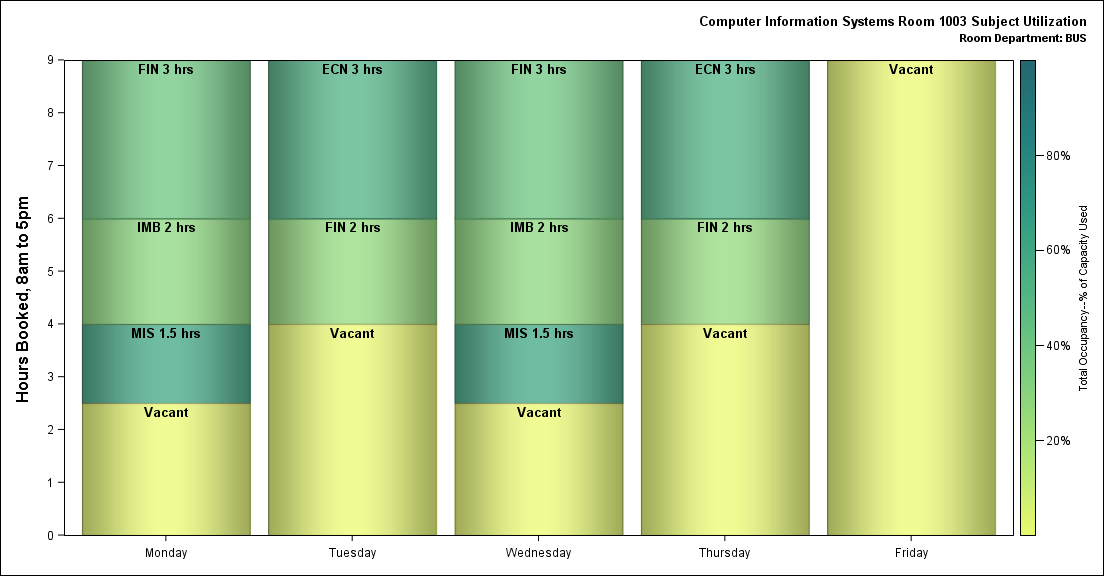 Computer Information Systems Room 1003 Subject Utilization
Room Department: BUS
Hours Booked, 8am to 5pm
9
8
7
6
5
4
3
2
1
0
FIN 3 hrs
IMB 2 hrs
MIS 1.5 hrs
Vacant
ECN 3 hrs
FIN 2 hrs
Vacant
FIN 3 hrs
IMB 2 hrs
MIS 1.5 hrs
Vacant
ECN 3 hrs
FIN 2 hrs
Vacant
Vacant
Monday
Tuesday
Wednesday
Thursday
Friday
80%
60%
40%
20%
Total Occupancy--% of Capacity Used